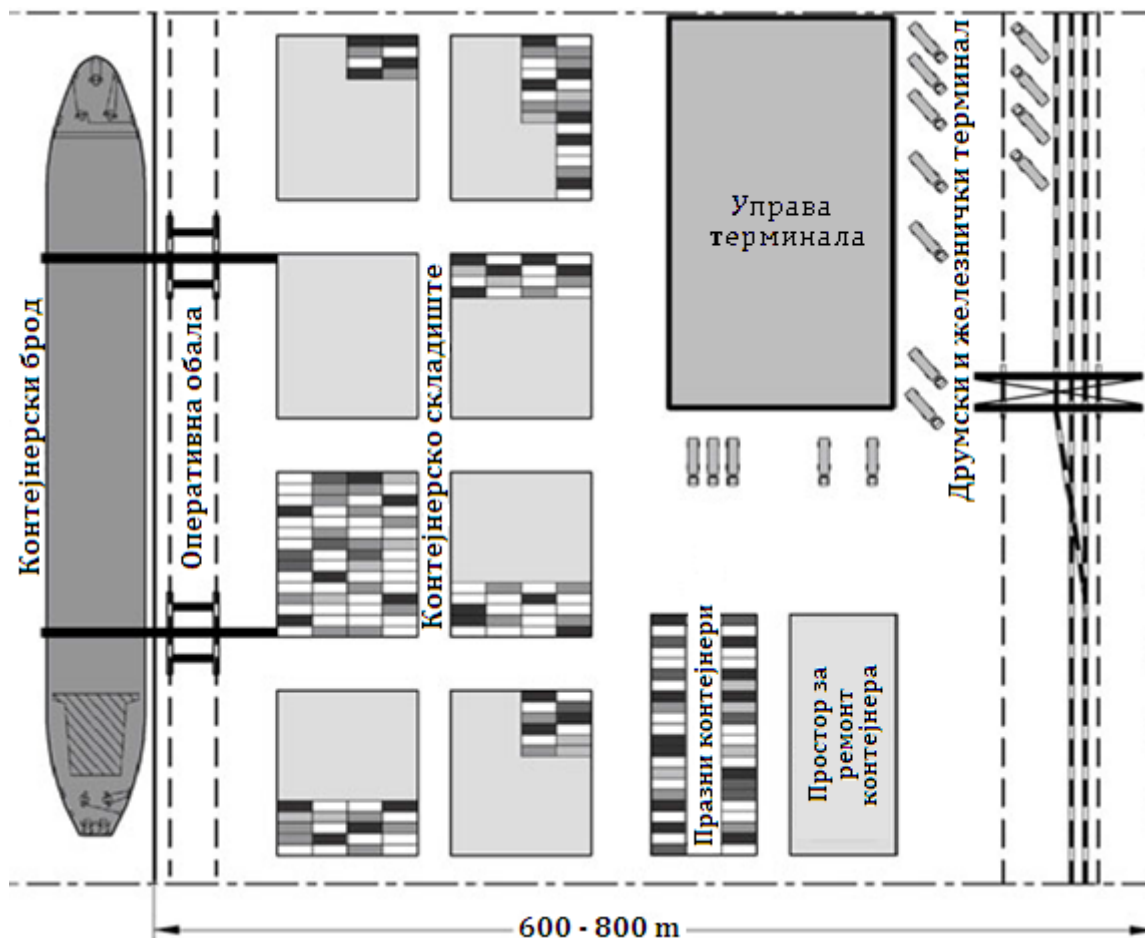 Контејнерски брод
Оперативна обала
Контејнерско складиште
Управа
терминала
Друмски и железнички терминал
Празни контејнери
Простор за
ремонт
контејнера
600 - 800 m